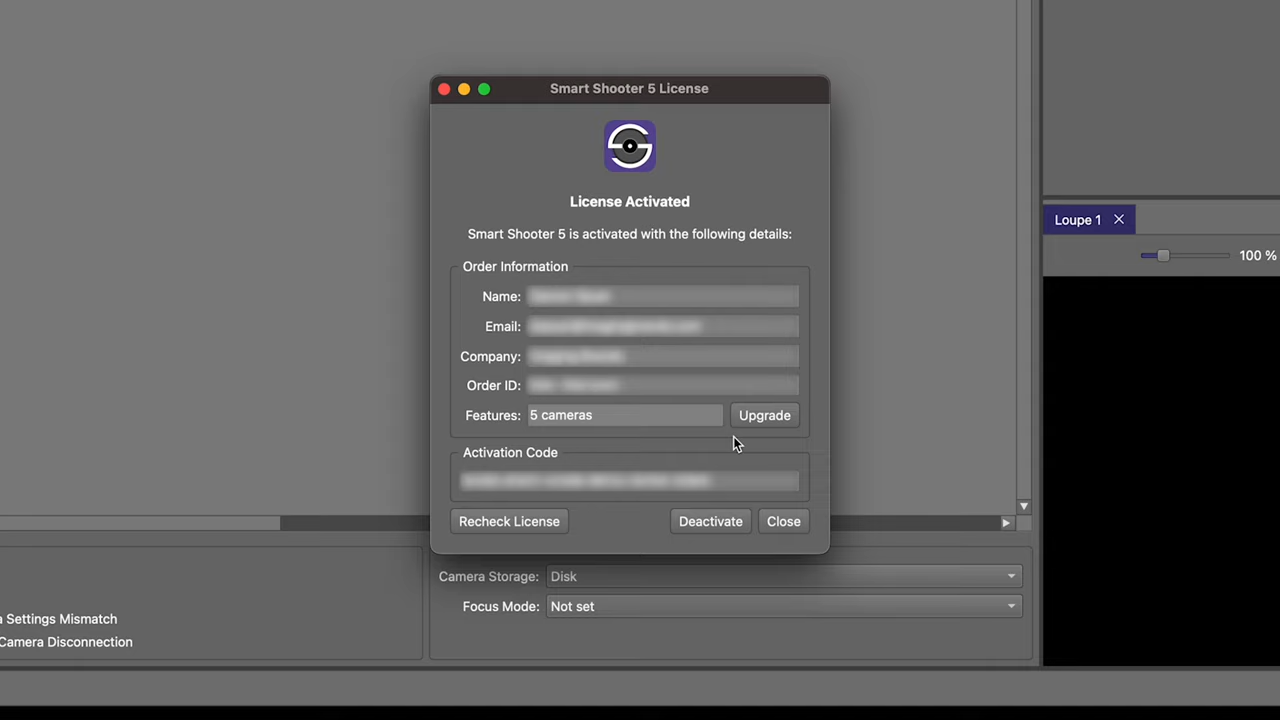 Smart Shooter 5 License
License Activated
Smart Shooter 5 is activated with the following details:
Order Information
Name:
Email:
Company:
Order ID:
Features: 5 cameras Upgrade
Activation Code
Recheck License Deactivate Close
Loupe 1
100 %
Camera Storage: Disk
Focus Mode: Not set
Settings Mismatch
Camera Disconnection